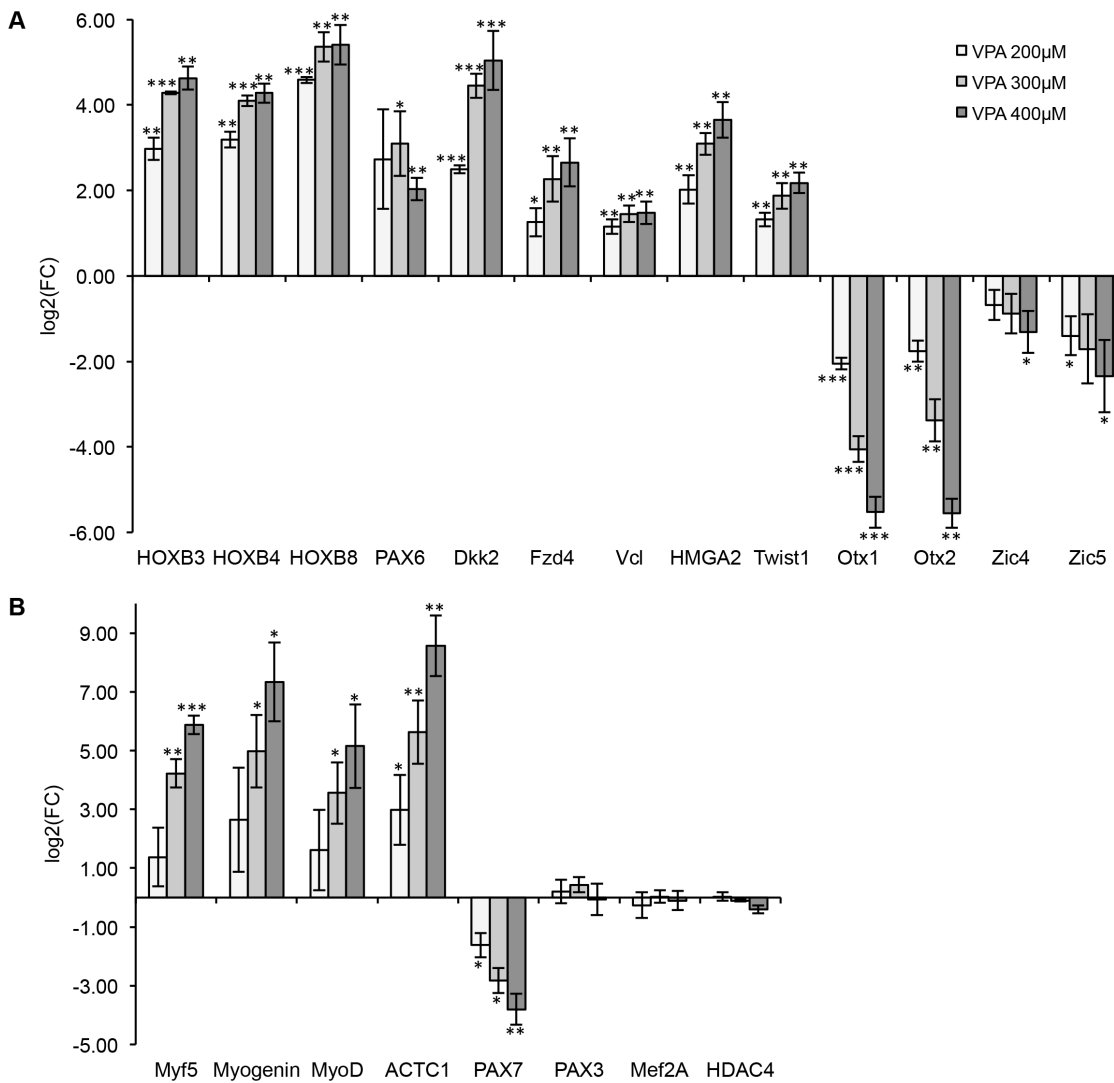 A
6.00
4.00
2.00
0.00
-2.00
-4.00
-6.00
log2(FC)
VPA 200µM
VPA 300µM
VPA 400µM
** *** **
** *** **
*** ** **
* **
*** *** ***
* ** **
** ** **
** ** **
** ** **
*** *** ***
** ** **
*
* *
HOXB3 HOXB4 HOXB8 PAX6 Dkk2 Fzd4 Vcl HMGA2 Twist1 Otx1 Otx2 Zic4 Zic5
B
9.00
7.00
5.00
3.00
1.00
-1.00
-3.00
-5.00
log2(FC)
** ***
* *
* *
* ** **
* * **
Myf5 Myogenin MyoD ACTC1 PAX7 PAX3 Mef2A HDAC4